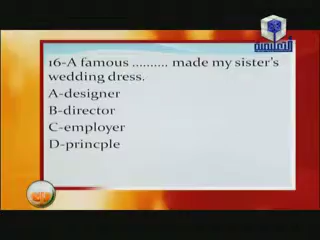 16-A famous .......... made my sister's
wedding dress.
A-designer
B-director
C-employer
D-princple